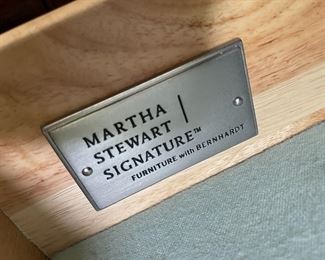 MARTHA
STEWART
SIGNATURE™
FURNITURE with BERNHARDT